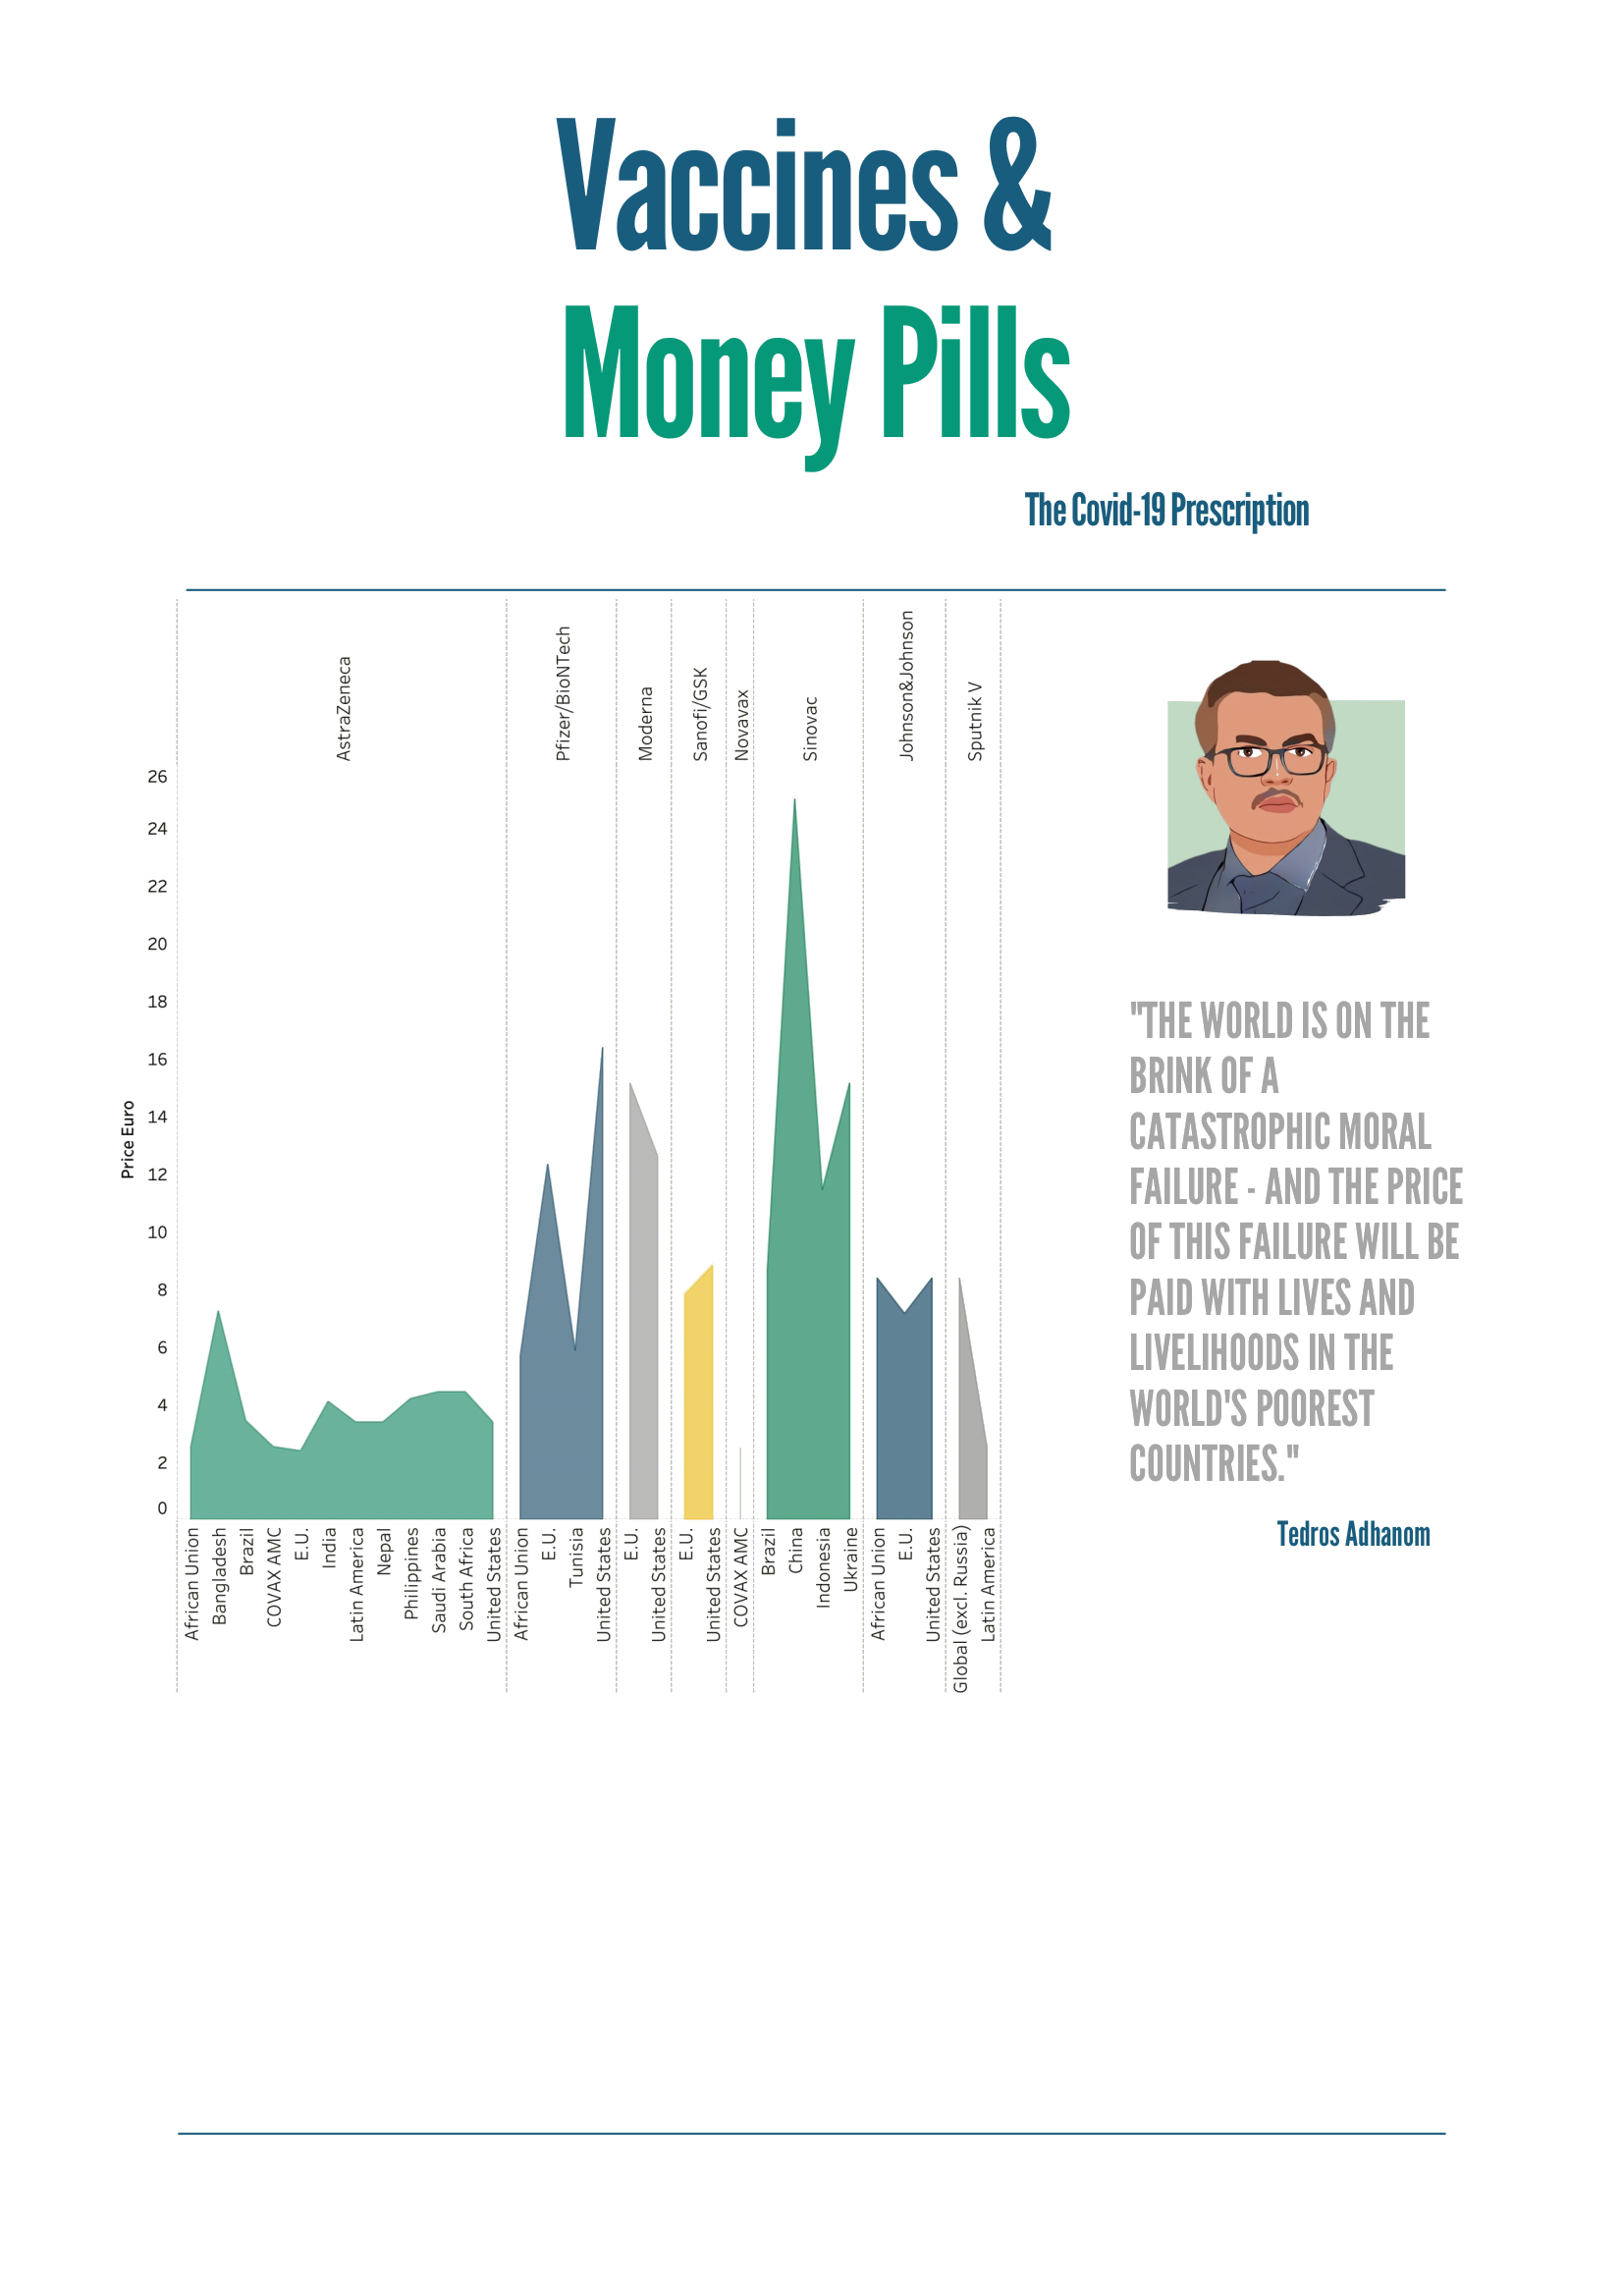 Vaccines &
Money Pills
The Covid-19 Prescription
AstraZeneca
Pfizer/BioNTech
Moderna
Sanofi/GSK
Novavax
Sinovac
Johnson&Johnson
Sputnik V
Price Euro
26
24
22
20
18
16
14
12
10
8
6
4
2
0
African Union
Bangladesh
Brazil
COVAX AMC
E.U.
India
Latin America
Nepal
Philippines
Saudi Arabia
South Africa
United States
African Union
E.U.
Tunisia
United States
E.U.
United States
E.U.
United States
COVAX AMC
Brazil
China
Indonesia
Ukraine
African Union
E.U.
United States
Global (excl. Russia)
Latin America
"THE WORLD IS ON THE
BRINK OF A
CATASTROPHIC MORAL
FAILURE - AND THE PRICE
OF THIS FAILURE WILL BE
PAID WITH LIVES AND
LIVELIHOODS IN THE
WORLD'S POOREST
COUNTRIES."
Tedros Adhanom